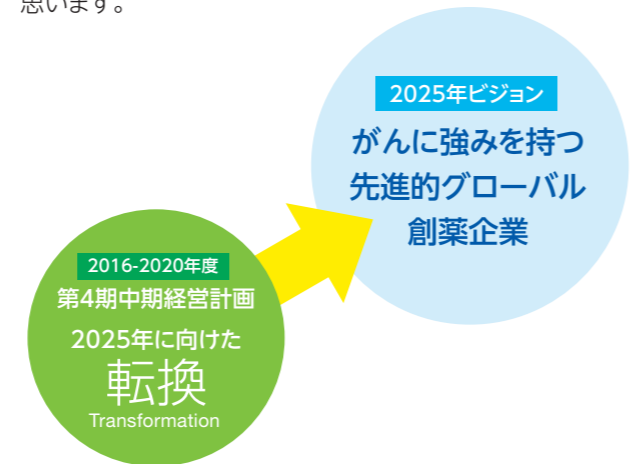 思います。
2025年ビジョン
がんに強みを持つ
先進的グローバル
創薬企業
2016-2020年度
第4期中期経営計画
2025年に向けた
転換
Transformation